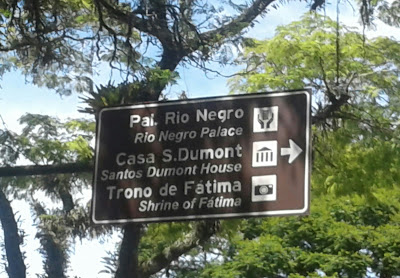 Pal. Rio Negro
Rio Negro Palace
Casa S.Dumont
Santos Dumont House
Trono de Fátima
Shrine of Fátima